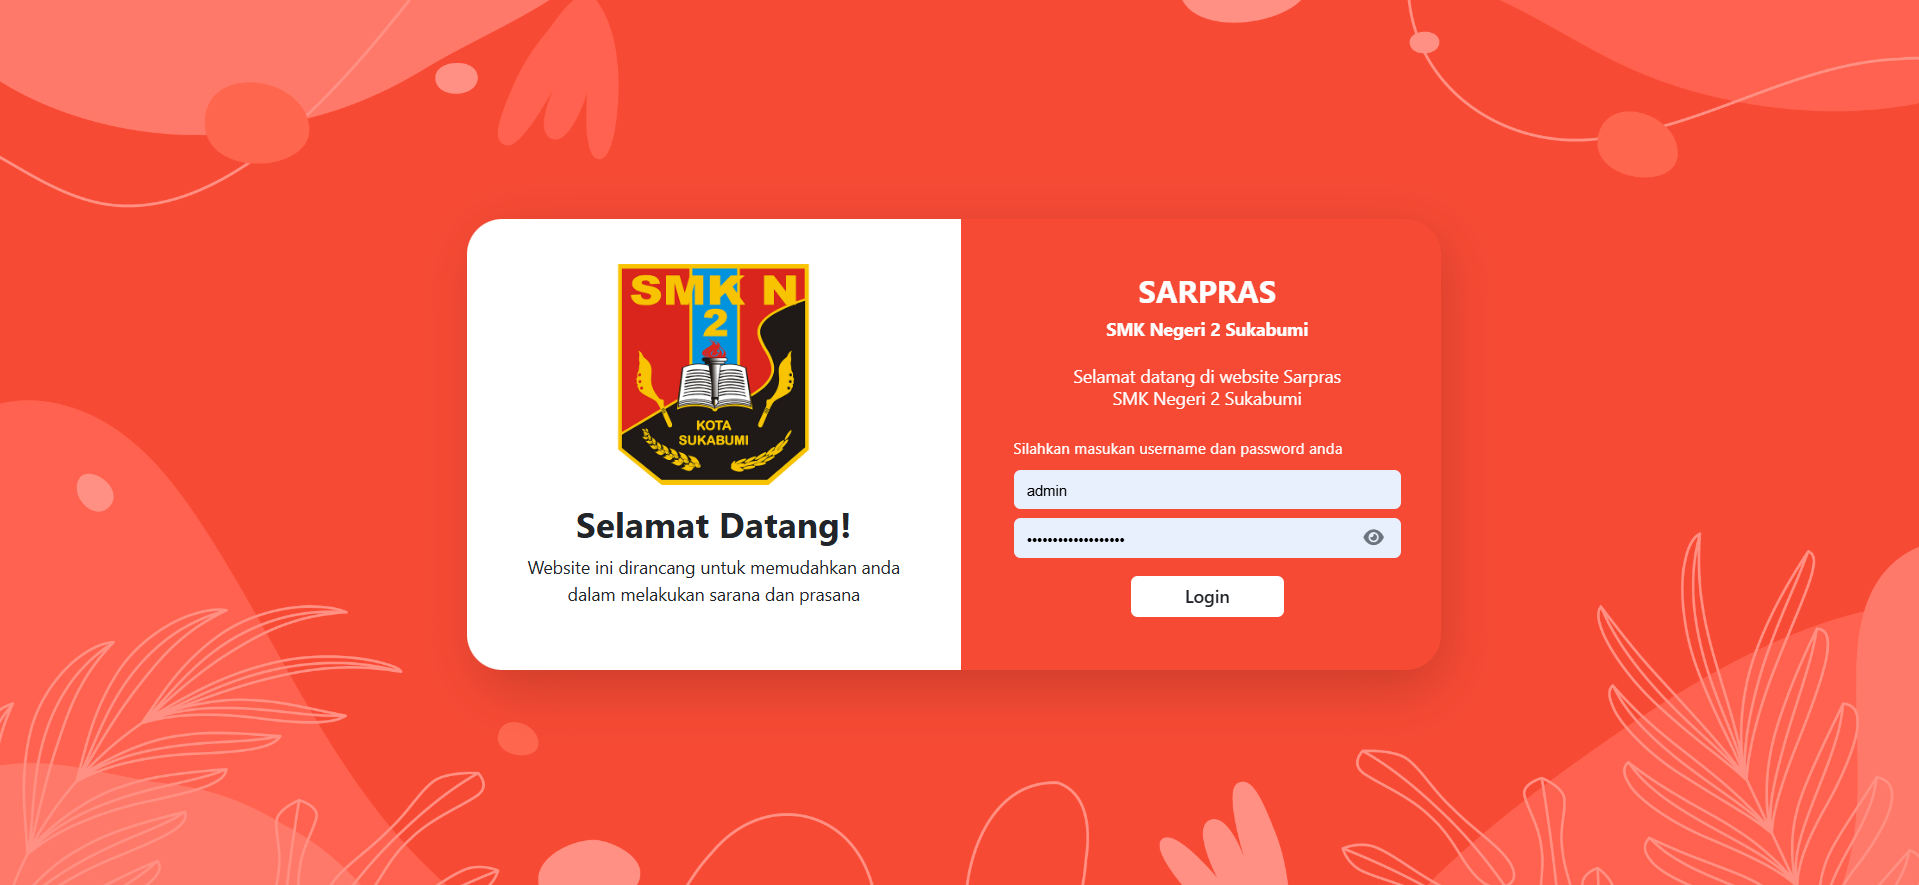 SMK N
2
KOTA
SUKABUMI
Selamat Datang!
Website ini dirancang untuk memudahkan anda
dalam melakukan sarana dan prasana
SARPRAS
SMK Negeri 2 Sukabumi
Selamat datang di website Sarpras
SMK Negeri 2 Sukabumi
Silahkan masukan username dan password anda
admin
•••••••••••••••••••
Login